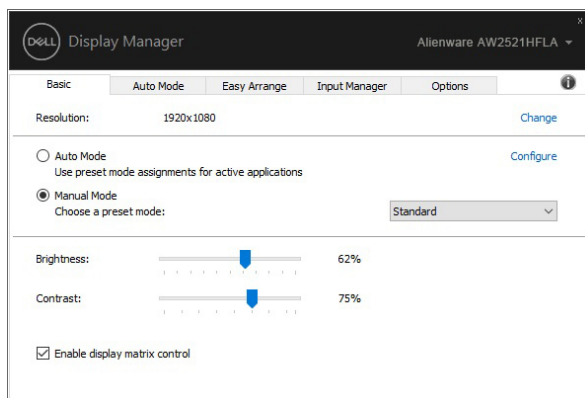 DELL Display Manager Alienware AW2521HFLA
x
Basic Auto Mode Easy Arrange Input Manager Options i
Resolution: 1920x1080 Change
Auto Mode Configure
Use preset mode assignments for active applications
Manual Mode
Choose a preset mode: Standard
Brightness: 62%
Contrast: 75%
Enable display matrix control